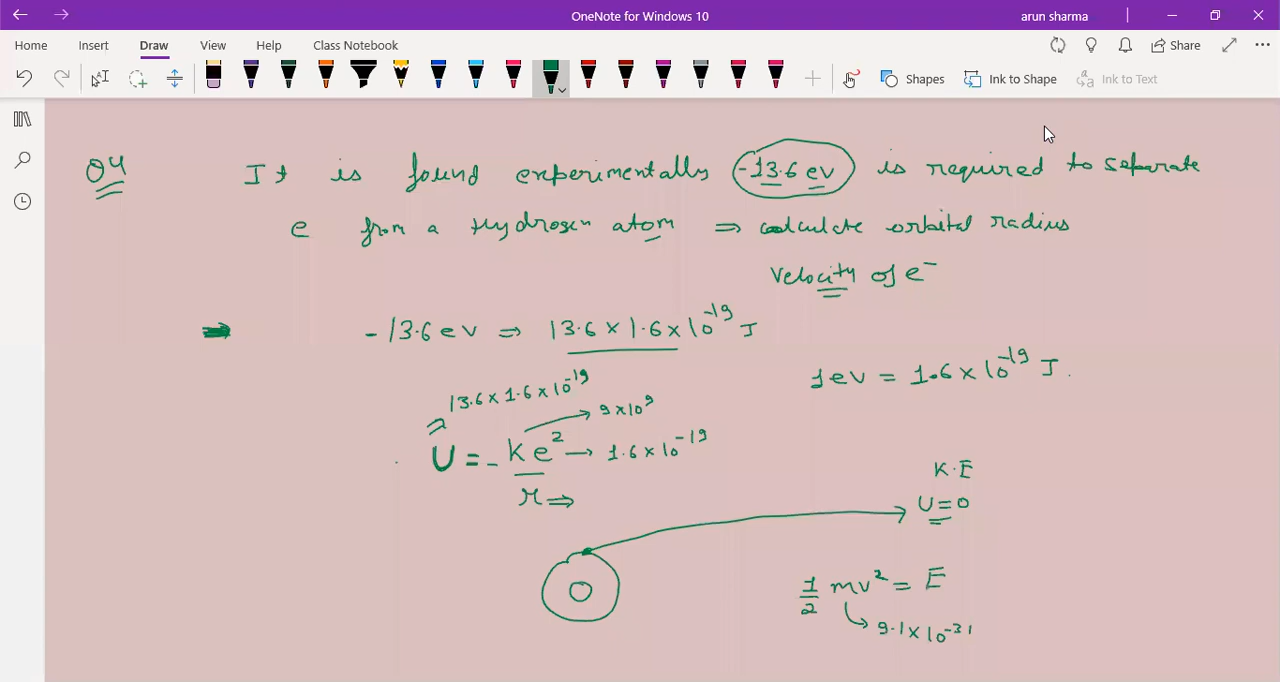 OneNote for Windows 10
arun sharma
Home Insert Draw View Help Class Notebook
Share
Shapes Ink to Shape Ink to Text
Q4 It is found experimentally -13.6 ev is required to separate
e from a Hydrogen atom ⇒ calculate orbital radius
velocity of e⁻
-13.6 ev ⇒ 13.6 × 1.6 × 10⁻¹⁹ J
1 ev = 1.6 × 10⁻¹⁹ J.
13.6 × 1.6 × 10⁻¹⁹
→ 9 × 10⁹
U = - K e² → 1.6 × 10⁻¹⁹
r ⇒
K.E
U = 0
1/2 mv² = E
9.1 × 10⁻³¹